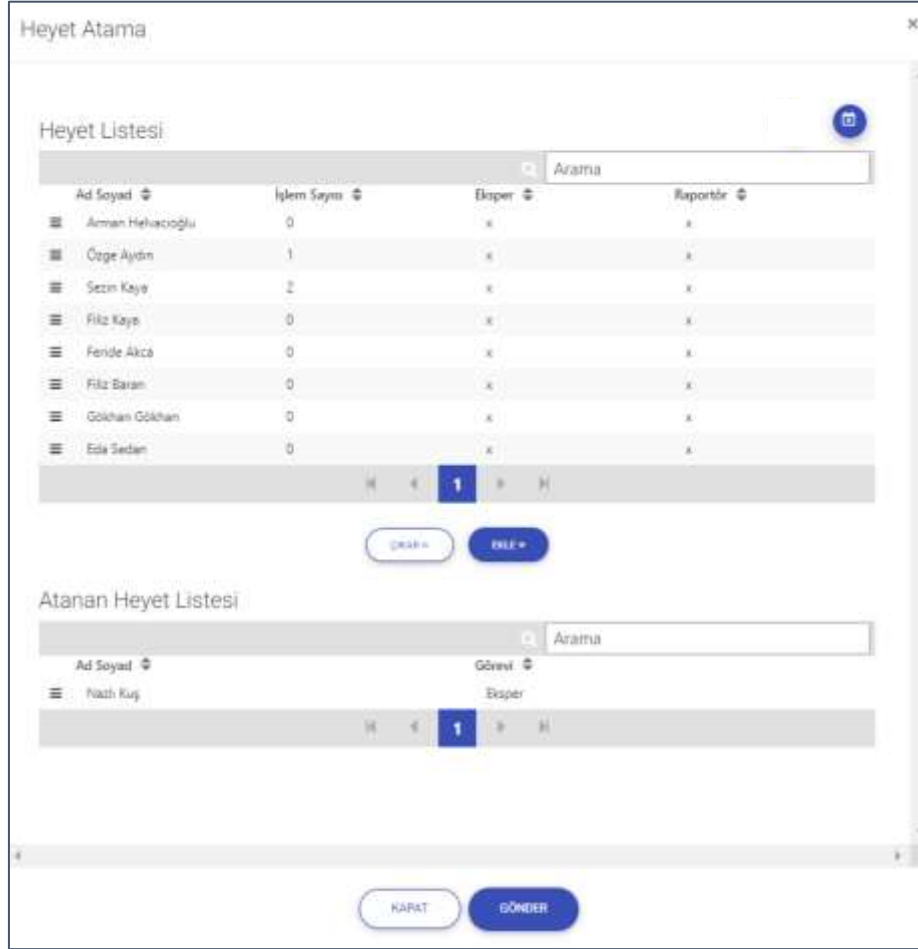 Heyet Atama
×
Heyet Listesi
Arama
Ad Soyad İşlem Sayısı Eksper Raportör
Arman Helvacıoğlu 0 x x
Özge Aydın 1 x x
Sezin Kaya 2 x x
Filiz Kaya 0 x x
Feride Akca 0 x x
Filiz Baran 0 x x
Gökhan Gökhan 0 x x
Eda Sedan 0 x x
1
ÇIKAR EKLE
Atanan Heyet Listesi
Arama
Ad Soyad Görevi
Nazlı Kuş Eksper
1
KAPAT GÖNDER